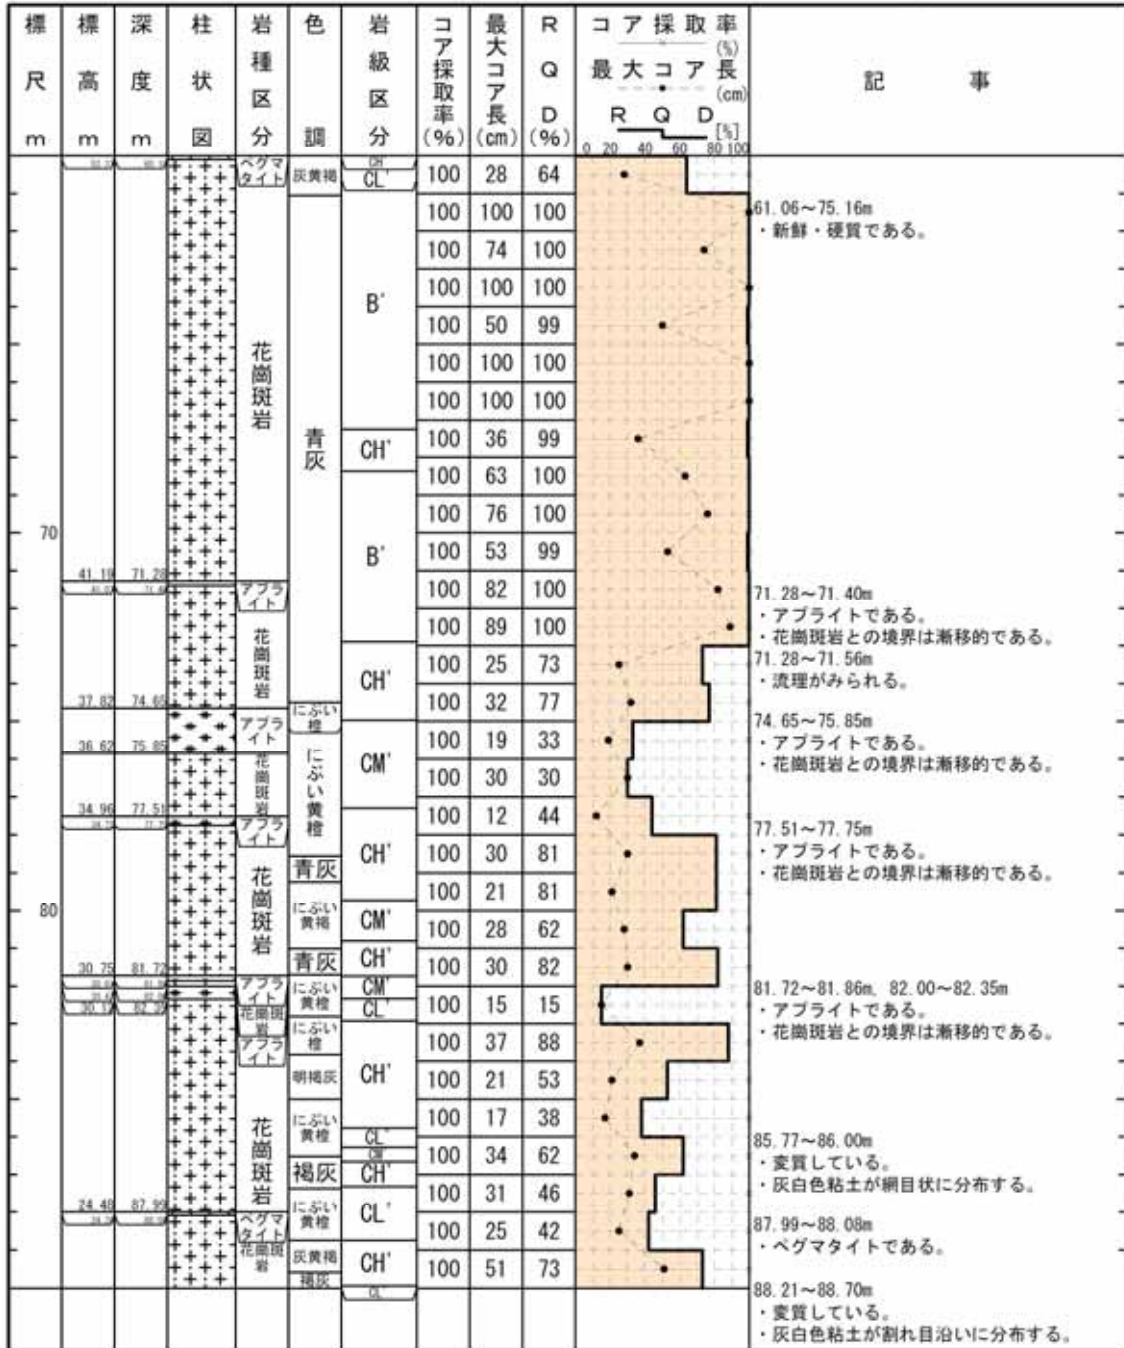 標尺 m
標高 m
深度 m
柱状図
岩種区分
色調
岩級区分
コア採取率 (%)
最大コア長 (cm)
RQD (%)
コア採取率 (%)
最大コア長 (cm)
RQD [%]
0 20 40 60 80 100
記事
ペグマタイト 灰黄褐 CH' CL' 100 28 64
100 100 100
61.06～75.16m
・新鮮・硬質である。
100 74 100
100 100 100
B'
100 50 99
花崗斑岩
100 100 100
100 100 100
青灰
CH' 100 36 99
100 63 100
100 76 100
70
B' 100 53 99
41.19 71.28
アプライト
100 82 100
71.28～71.40m
・アプライトである。
・花崗斑岩との境界は漸移的である。
100 89 100
花崗斑岩
71.28～71.56m
・流理がみられる。
CH' 100 25 73
100 32 77
37.82 74.65
にぶい橙
アプライト
74.65～75.85m
・アプライトである。
・花崗斑岩との境界は漸移的である。
100 19 33
36.62 75.85
CM'
花崗斑岩
にぶい黄橙
100 30 30
34.96 77.51
100 12 44
アプライト
77.51～77.75m
・アプライトである。
・花崗斑岩との境界は漸移的である。
CH' 100 30 81
青灰
花崗斑岩
100 21 81
80
にぶい黄褐
CM' 100 28 62
青灰 CH' 100 30 82
30.75 81.72
アプライト
にぶい黄橙
CM'
81.72～81.86m, 82.00～82.35m
・アプライトである。
・花崗斑岩との境界は漸移的である。
CL' 100 15 15
82.35
花崗斑岩
アプライト
にぶい橙
100 37 88
明褐灰 CH' 100 21 53
にぶい黄橙
100 17 38
花崗斑岩
CL'
CM'
100 34 62
85.77～86.00m
・変質している。
・灰白色粘土が網目状に分布する。
褐灰 CH'
100 31 46
にぶい黄橙
CL'
24.48 87.99
ペグマタイト
100 25 42
87.99～88.08m
・ペグマタイトである。
花崗斑岩
灰黄褐 CH' 100 51 73
褐灰
CL'
88.21～88.70m
・変質している。
・灰白色粘土が割れ目沿いに分布する。